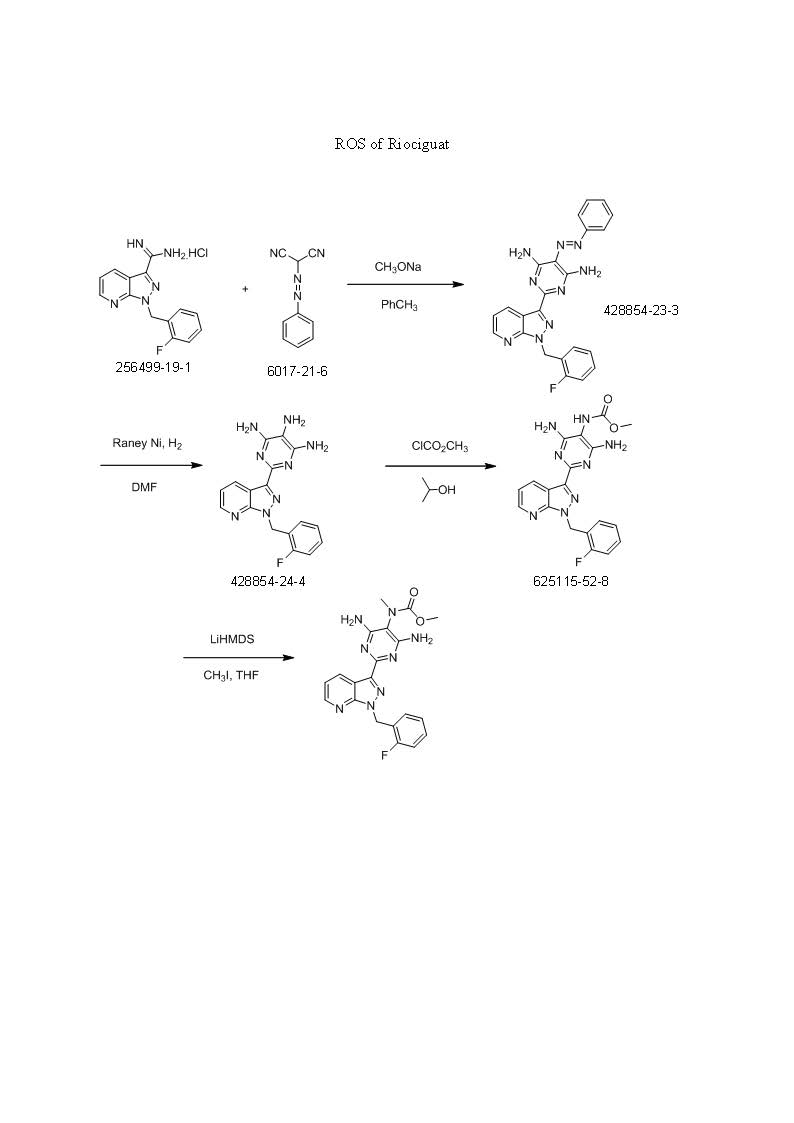 ROS of Riociguat
HN
NH2.HCl
N
N
N
F
256499-19-1
+
NC
CN
N
N
6017-21-6
CH3ONa
PhCH3
N=N
H2N
NH2
N
N
N
N
N
F
428854-23-3
Raney Ni, H2
DMF
NH2
H2N
NH2
N
N
N
N
N
F
428854-24-4
ClCO2CH3
OH
O
HN
O
H2N
NH2
N
N
N
N
N
F
625115-52-8
LiHMDS
CH3I, THF
O
N
O
H2N
NH2
N
N
N
N
N
F